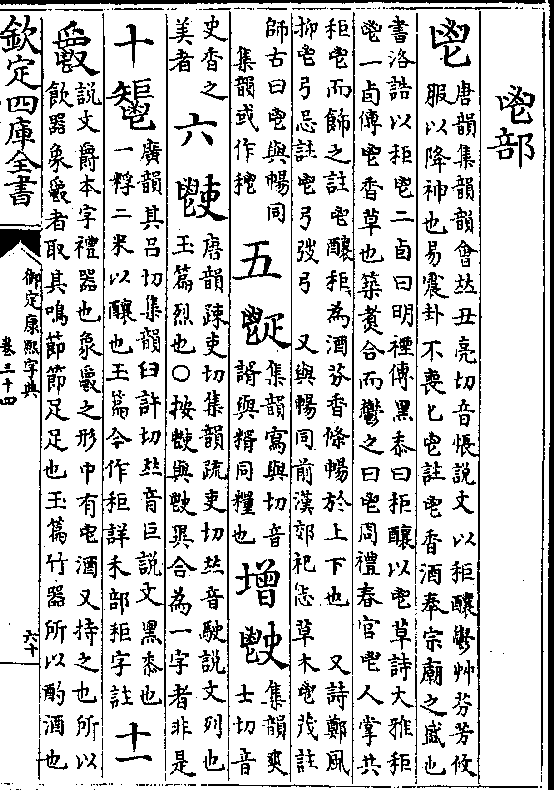 鬯部
鬯
唐韻集韻韻會𠀤丑亮切音悵說文以秬釀鬱艸芬芳攸
服以降神也易震卦不喪匕鬯註鬯香酒奉宗廟之盛也
書洛誥以秬鬯二卣曰明禋傳黑黍曰秬釀以鬯草詩大雅秬
鬯一卣傳鬯香草也築煑合而鬱之曰鬯周禮春官鬯人掌共
秬鬯而飾之註鬯釀秬為酒芬香條暢於上下也 又詩鄭風
抑鬯弓忌註鬯弓弢弓 又與暢同前漢郊祀志草木鬯茂註
師古曰鬯與暢同
集韻或作
五
集韻寫與切音
諝與糈同糧也
增
集韻爽
士切音
史香之
美者
六
唐韻疎吏切集韻疏吏切𠀤音駛說文列也
玉篇烈也○按 與 異合為一字者非是
十
廣韻其呂切集韻臼許切𠀤音巨說文黑黍也
一稃二米以釀也玉篇今作秬詳禾部秬字註
十一
說文爵本字禮器也象 之形中有鬯酒又持之也所以
飲器象 者取其鳴節節足足也玉篇竹器所以酌酒也
欽定四庫全書
御定康熙字典
卷三十四
六十